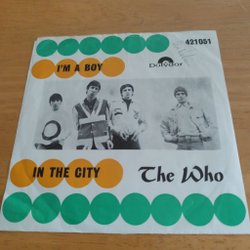 421051
I'M A BOY
Polydor
IN THE CITY
The Who